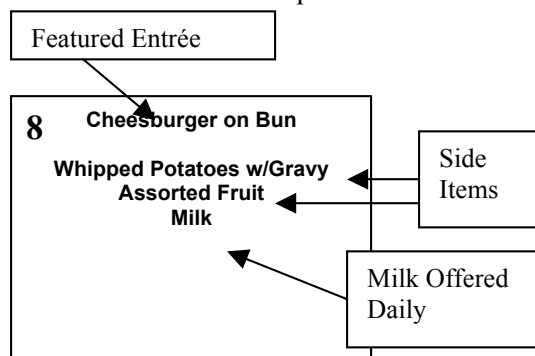 Featured Entrée
8
Cheesburger on Bun
Whipped Potatoes w/Gravy
Assorted Fruit
Milk
Side
Items
Milk Offered
Daily